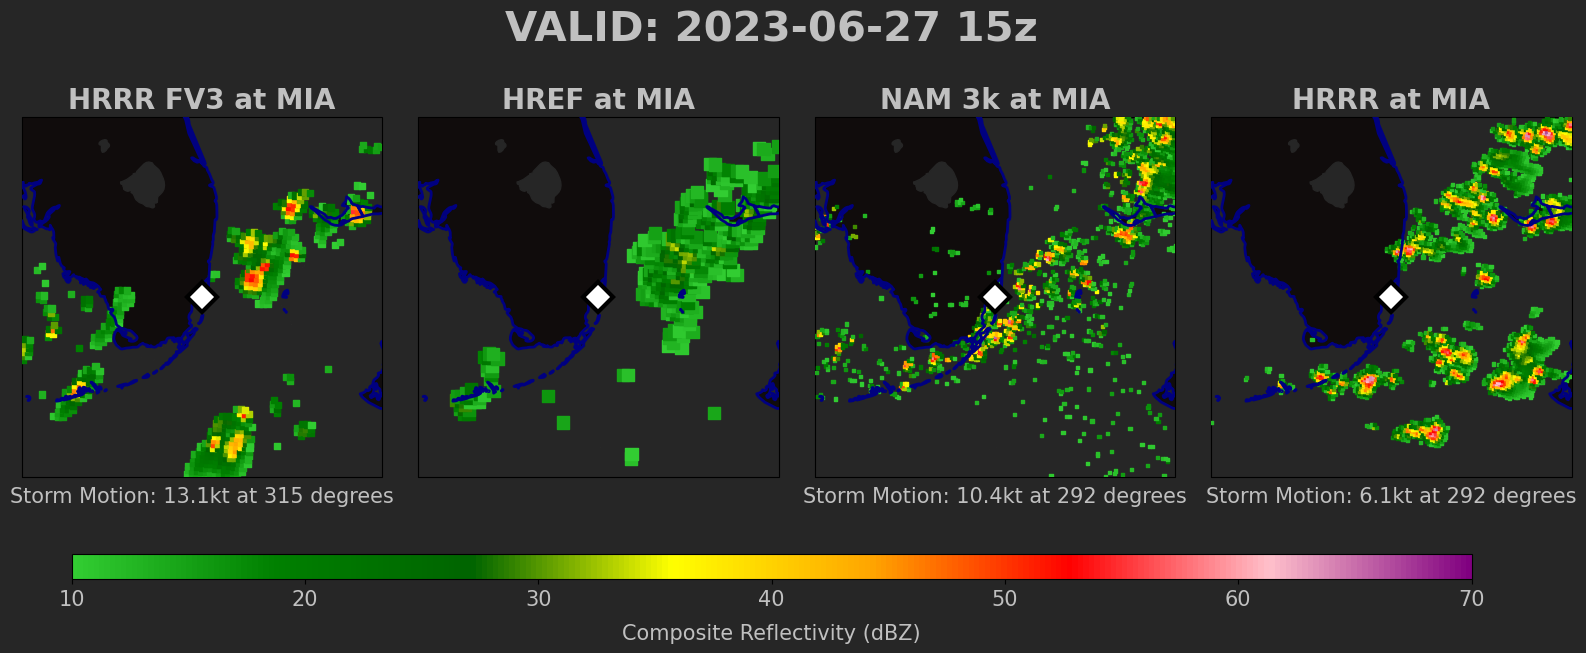 VALID: 2023-06-27 15z
HRRR FV3 at MIA
HREF at MIA
NAM 3k at MIA
HRRR at MIA
Storm Motion: 13.1kt at 315 degrees
Storm Motion: 10.4kt at 292 degrees
Storm Motion: 6.1kt at 292 degrees
10 20 30 40 50 60 70
Composite Reflectivity (dBZ)